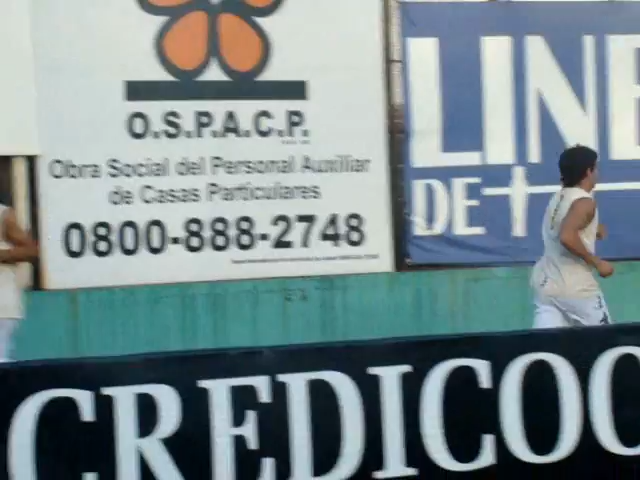 O.S.P.A.C.P.
Obra Social del Personal Auxiliar
de Casas Particulares
0800-888-2748
LINE
DE +
CREDICOO